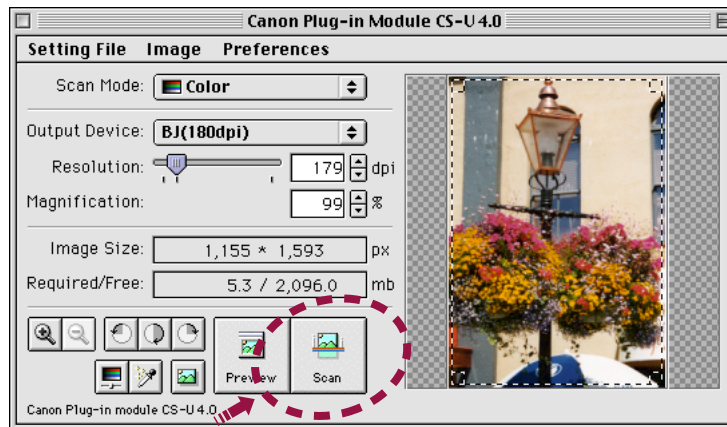 Canon Plug-in Module CS-U 4.0
Setting File Image Preferences
Scan Mode: Color
Output Device: BJ(180dpi)
Resolution: 179 dpi
Magnification: 99 %
Image Size: 1,155 * 1,593 px
Required/Free: 5.3 / 2,096.0 mb
Preview Scan
Canon Plug-in module CS-U 4.0